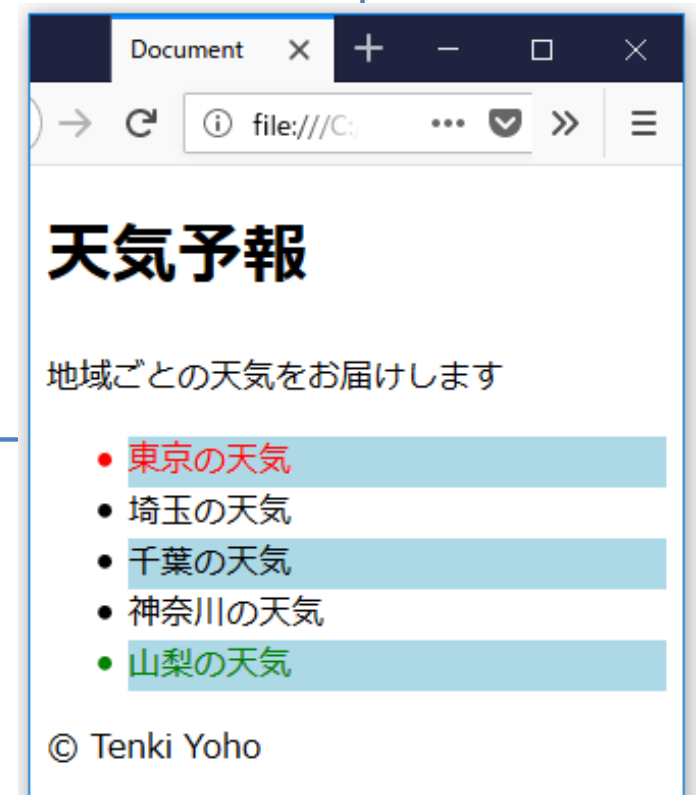 Document
file:///C:/
天気予報
地域ごとの天気をお届けします
東京の天気
埼玉の天気
千葉の天気
神奈川の天気
山梨の天気
© Tenki Yoho